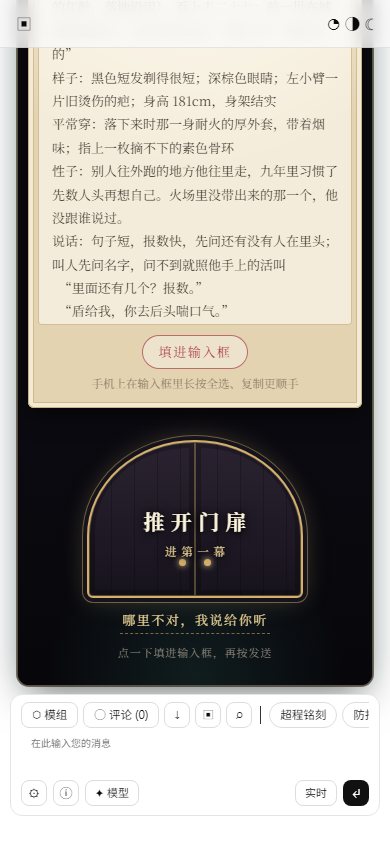 的”
样子：黑色短发剃得很短；深棕色眼睛；左小臂一
片旧烫伤的疤；身高 181cm，身架结实
平常穿：落下来时那一身耐火的厚外套，带着烟
味；指上一枚摘不下的素色骨环
性子：别人往外跑的地方他往里走，九年里习惯了
先数人头再想自己。火场里没带出来的那一个，他
没跟谁说过。
说话：句子短，报数快，先问还有没有人在里头；
叫人先问名字，问不到就照他手上的活叫
“里面还有几个？报数。”
“盾给我，你去后头喘口气。”
填进输入框
手机上在输入框里长按全选、复制更顺手
推开门扉
进第一幕
哪里不对，我说给你听
点一下填进输入框，再按发送
模组 评论 (0) 超程铭刻
在此输入您的消息
模型 实时